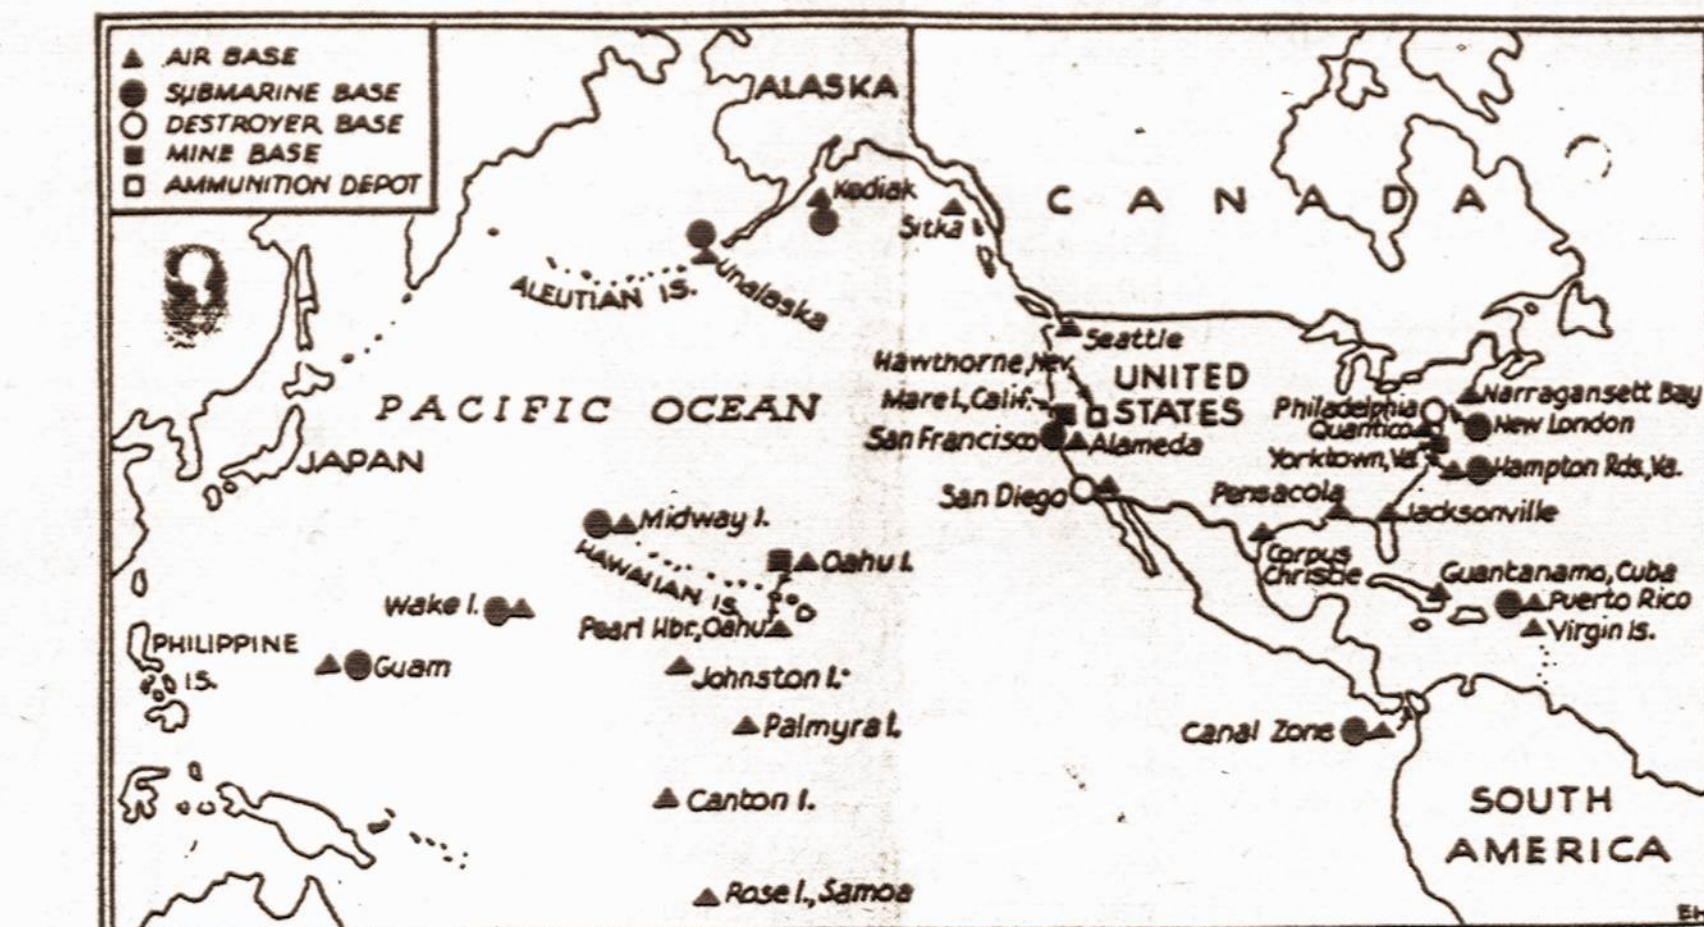 AIR BASE
SUBMARINE BASE
DESTROYER BASE
MINE BASE
AMMUNITION DEPOT
ALASKA
Kodiak
Sitka I.
CANADA
ALEUTIAN IS.
Unalaska
Seattle
Hawthorne, Nev.
UNITED
STATES
Mare I., Calif.
San Francisco
Alameda
San Diego
PACIFIC OCEAN
JAPAN
Narragansett Bay
Philadelphia
New London
Quantico
Yorktown, Va.
Hampton Rds, Va.
Pensacola
Jacksonville
Corpus
Christie
Guantanamo, Cuba
Puerto Rico
Virgin Is.
Midway I.
HAWAIIAN IS.
Oahu I.
Wake I.
Pearl Hbr., Oahu
PHILIPPINE
IS.
Guam
Johnston I.
Palmyra I.
Canal Zone
Canton I.
SOUTH
AMERICA
Rose I., Samoa